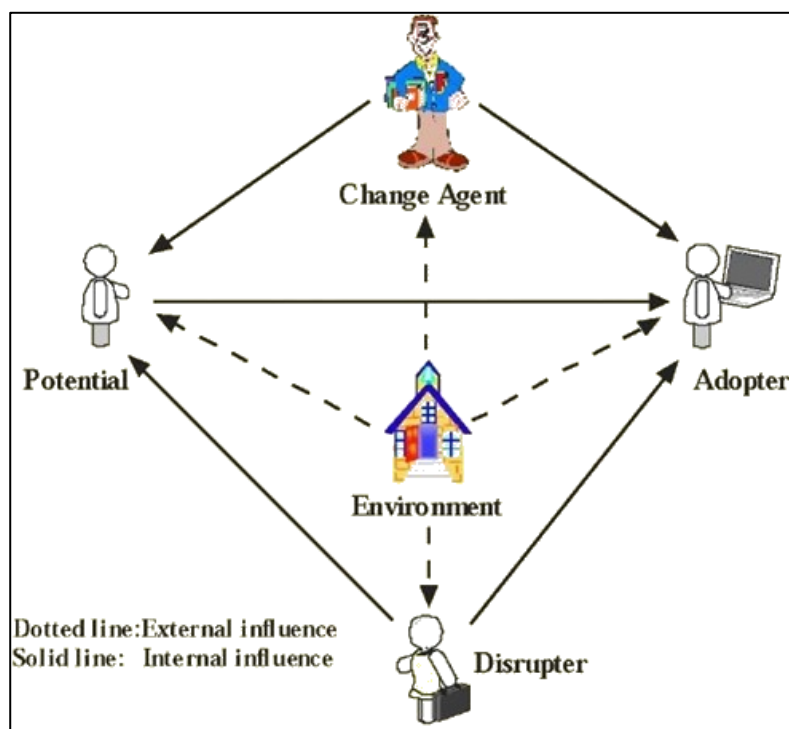 Change Agent
Potential
Adopter
Environment
Dotted line:External influence
Solid line: Internal influence
Disrupter